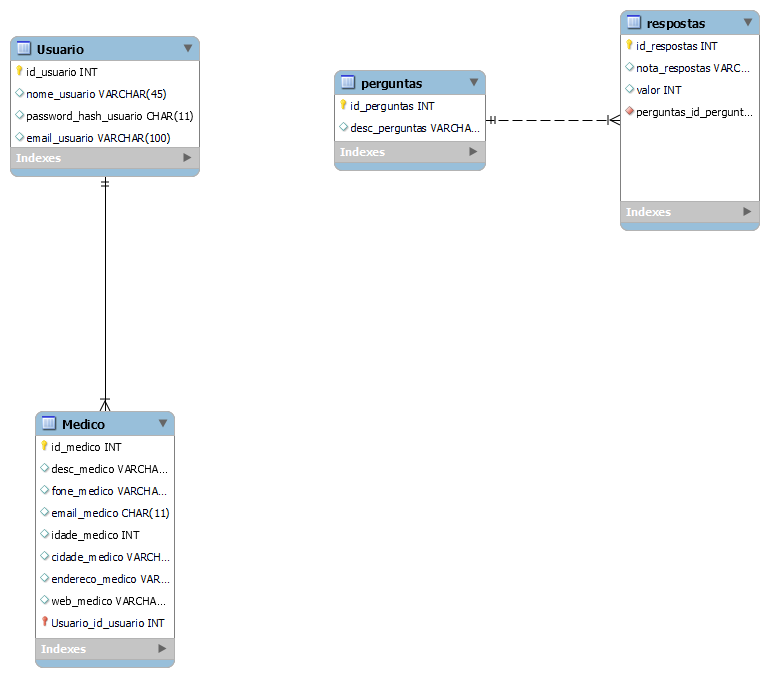 Usuario
id_usuario INT
nome_usuario VARCHAR(45)
password_hash_usuario CHAR(11)
email_usuario VARCHAR(100)
Indexes
perguntas
id_perguntas INT
desc_perguntas VARCHA...
Indexes
respostas
id_respostas INT
nota_respostas VARC...
valor INT
perguntas_id_pergunt...
Indexes
Medico
id_medico INT
desc_medico VARCHA...
fone_medico VARCHA...
email_medico CHAR(11)
idade_medico INT
cidade_medico VARCH...
endereco_medico VAR...
web_medico VARCHA...
Usuario_id_usuario INT
Indexes